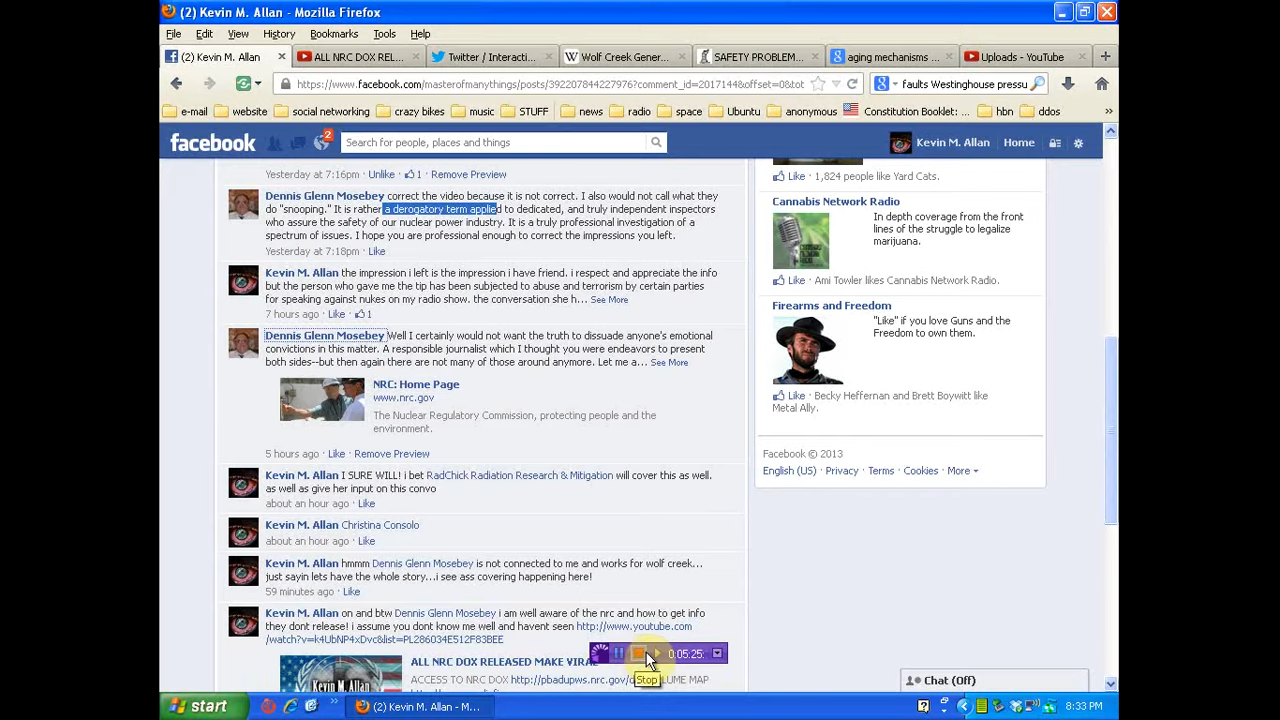 (2) Kevin M. Allan - Mozilla Firefox
File Edit View History Bookmarks Tools Help
(2) Kevin M. Allan
ALL NRC DOX REL...
Twitter / Interacti...
Wolf Creek Gener...
SAFETY PROBLEM...
aging mechanisms ...
Uploads - YouTube
https://www.facebook.com/masterofmanythings/posts/392207844227976?comment_id=2017144&offset=0&tot
faults Westinghouse pressu
e-mail website social networking crazy bikes STUFF news radio space Ubuntu anonymous Constitution Booklet: ... hbn ddos
facebook
2
Search for people, places and things
Kevin M. Allan Home
Yesterday at 7:16pm · Unlike · 1 · Remove Preview
Dennis Glenn Mosebey correct the video because it is not correct. I also would not call what they
do "snooping." It is rather a derogatory term applied to dedicated, and truly independent inspectors
who assure the safety of our nuclear power industry. It is a truly professional investigation of a
spectrum of issues. I hope you are professional enough to correct the impressions you left.
Yesterday at 7:18pm · Like
Kevin M. Allan the impression i left is the impression i have friend. i respect and appreciate the info
but the person who gave me the tip has been subjected to abuse and terrorism by certain parties
for speaking against nukes on my radio show. the conversation she h... See More
7 hours ago · Like · 1
Dennis Glenn Mosebey Well I certainly would not want the truth to dissuade anyone's emotioDal
convictions in this matter. A responsible journalist which I thought you were endeavors to present
both sides--but then again there are not many of those around anymore. Let me a... See More
NRC: Home Page
www.nrc.gov
The Nuclear Regulatory Commission, protecting people and the
environment.
5 hours ago · Like · Remove Preview
Kevin M. Allan I SURE WILL! i bet RadChick Radiation Research & Mitigation will cover this as well.
as well as give her input on this convo
about an hour ago · Like
Kevin M. Allan Christina Consolo
about an hour ago · Like
Kevin M. Allan hmmm Dennis Glenn Mosebey is not connected to me and works for wolf creek...
just sayin lets have the whole story...i see ass covering happening here!
59 minutes ago · Like
Kevin M. Allan on and btw Dennis Glenn Mosebey i am well aware of the nrc and how to get info
they dont release! i assume you dont know me well and havent seen http://www.youtube.com
/watch?v=k4UbNP4xDvc&list=PL286034E512F83BEE
ALL NRC DOX RELEASED MAKE VIRA
ACCESS TO NRC DOX http://pbadupws.nrc.gov/d
LUME MAP
Kevin M. Allan
0:05:25:
Stop
Like · 1,824 people like Yard Cats.
Cannabis Network Radio
In depth coverage from the front
lines of the struggle to legalize
marijuana.
Like · Ami Towler likes Cannabis Network Radio.
Firearms and Freedom
"Like" if you love Guns and the
Freedom to own them.
Like · Becky Heffernan and Brett Boywitt like
Metal Ally.
Facebook © 2013
English (US) · Privacy · Terms · Cookies · More
Chat (Off)
start
(2) Kevin M. Allan - M...
8:33 PM